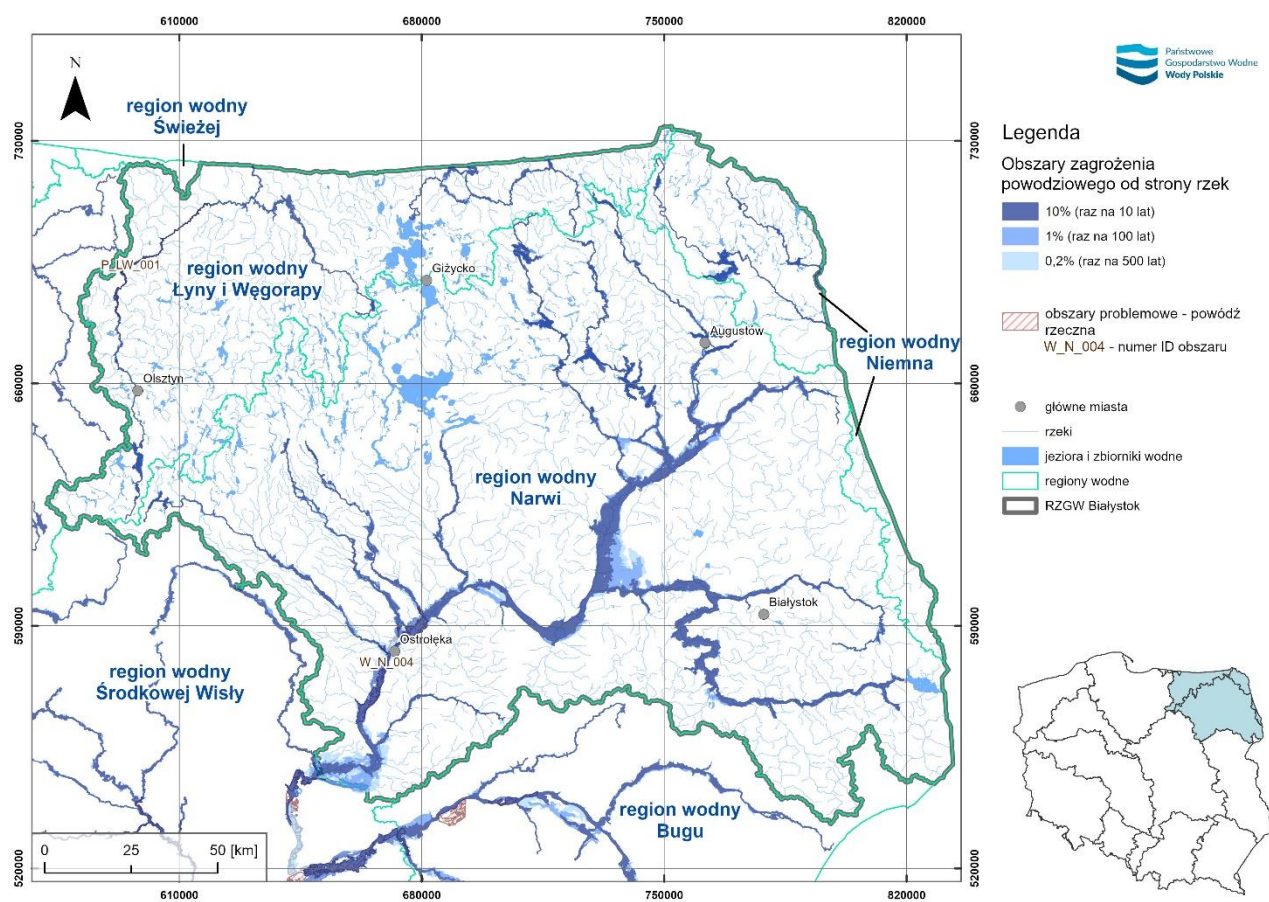 610000
680000
750000
820000
N
region wodny
Świeżej
730000
730000
P_LW_001
region wodny
Łyny i Węgorapy
Giżycko
Augustów
region wodny
Niemna
660000
660000
Olsztyn
region wodny
Narwi
Białystok
590000
590000
Ostrołęka
W_N_004
region wodny
Środkowej Wisły
region wodny
Bugu
0
25
50 [km]
520000
520000
610000
680000
750000
820000
Państwowe
Gospodarstwo Wodne
Wody Polskie
Legenda
Obszary zagrożenia
powodziowego od strony rzek
10% (raz na 10 lat)
1% (raz na 100 lat)
0,2% (raz na 500 lat)
obszary problemowe - powódź
rzeczna
W_N_004 - numer ID obszaru
główne miasta
rzeki
jeziora i zbiorniki wodne
regiony wodne
RZGW Białystok